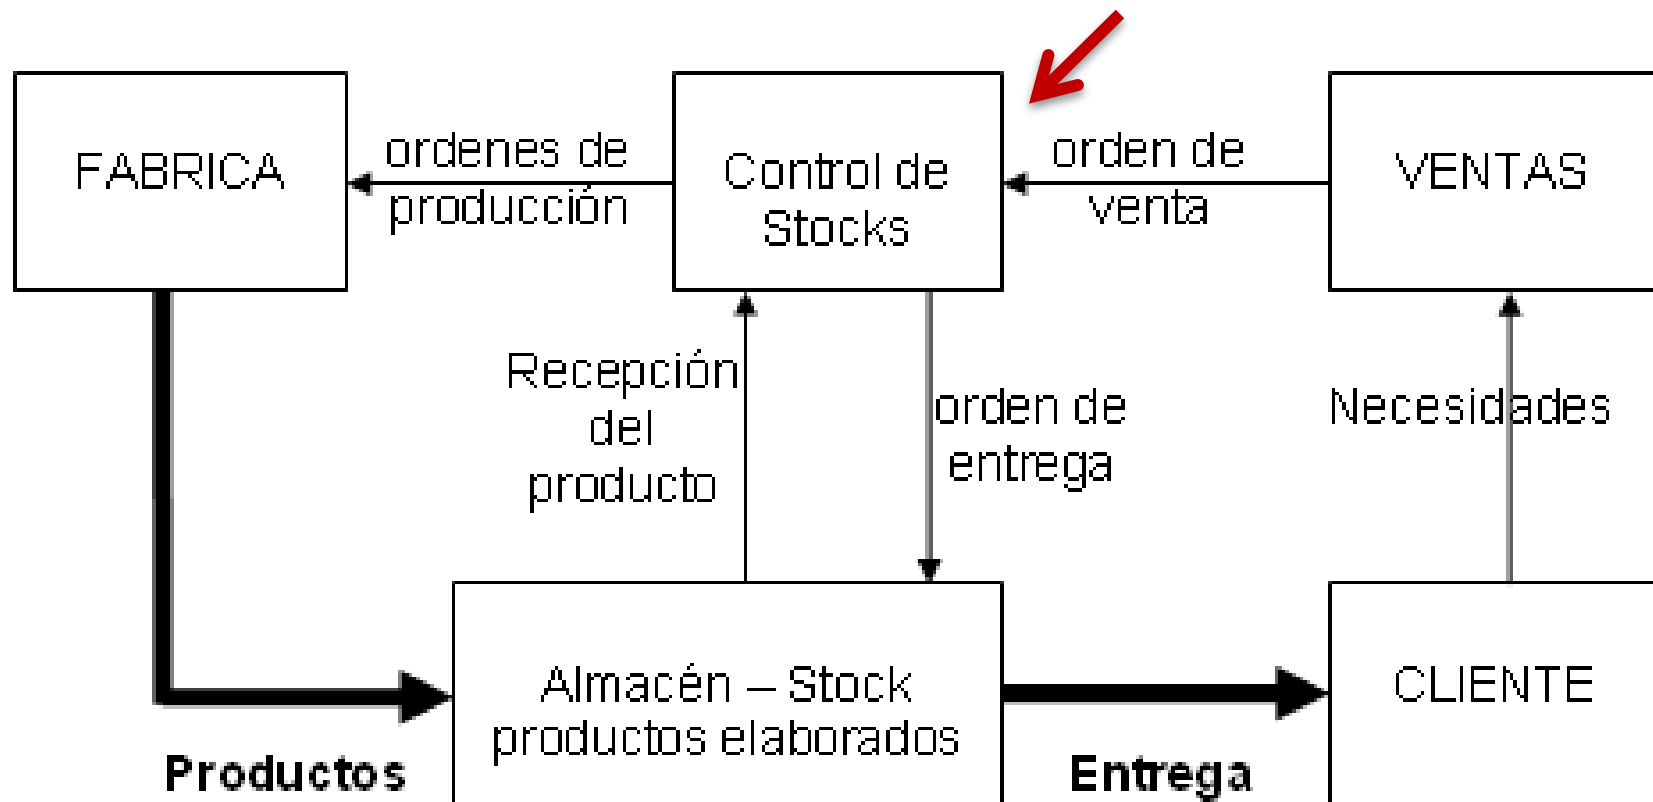 FABRICA
ordenes de
producción
Control de
Stocks
orden de
venta
VENTAS
Recepción
del
producto
orden de
entrega
Necesidades
Almacén – Stock
productos elaborados
CLIENTE
Productos
Entrega